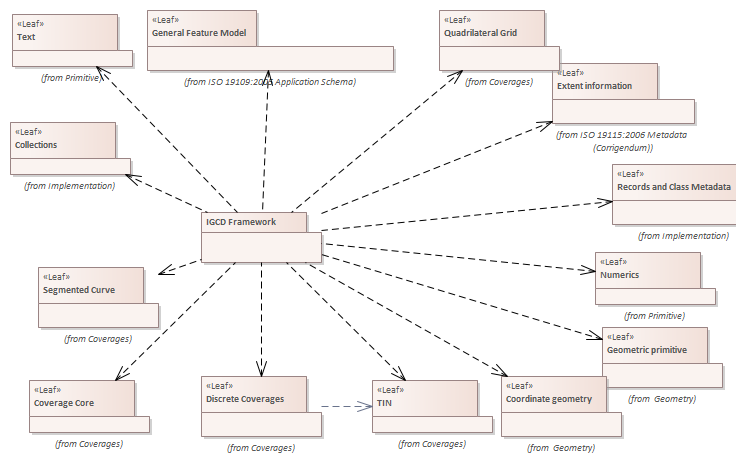 «Leaf»
Text
(from Primitive)
«Leaf»
General Feature Model
(from ISO 19109:2005 Application Schema)
«Leaf»
Quadrilateral Grid
(from Coverages)
«Leaf»
Extent information
(from ISO 19115:2006 Metadata
(Corrigendum))
«Leaf»
Collections
(from Implementation)
«Leaf»
Records and Class Metadata
(from Implementation)
IGCD Framework
«Leaf»
Segmented Curve
(from Coverages)
«Leaf»
Numerics
(from Primitive)
«Leaf»
Geometric primitive
(from Geometry)
«Leaf»
Coverage Core
(from Coverages)
«Leaf»
Discrete Coverages
(from Coverages)
«Leaf»
TIN
(from Coverages)
«Leaf»
Coordinate geometry
(from Geometry)